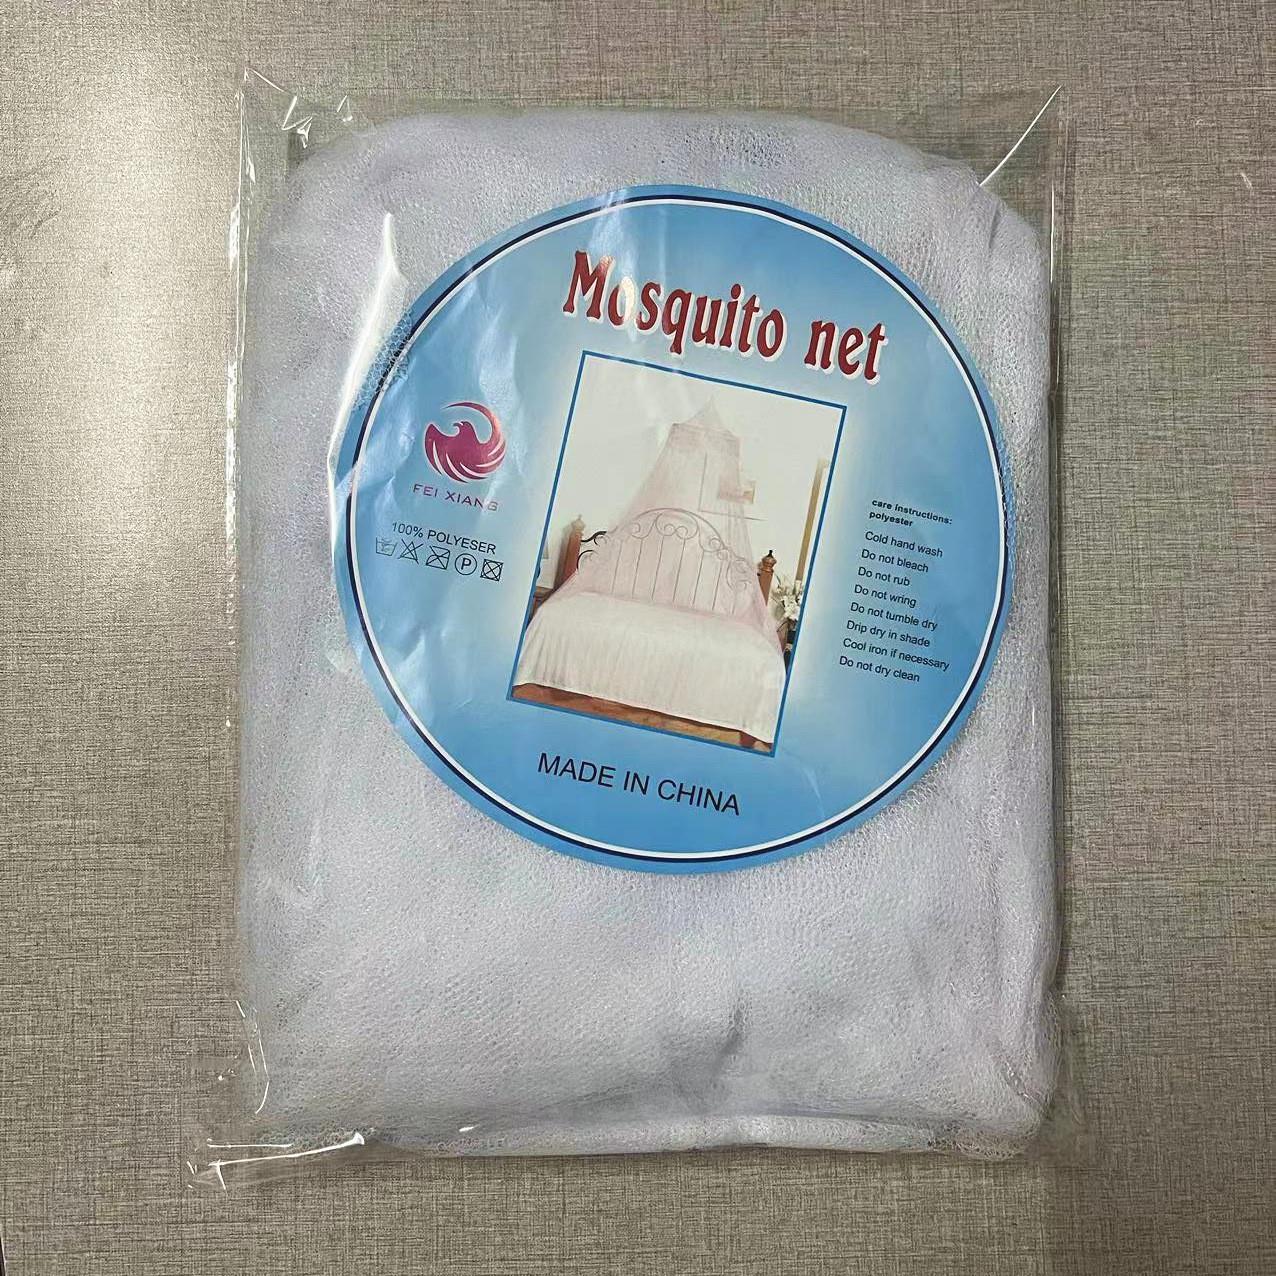 Mosquito net
FEI XIANG
100% POLYESER
P
care instructions:
polyester
Cold hand wash
Do not bleach
Do not rub
Do not wring
Do not tumble dry
Drip dry in shade
Cool iron if necessary
Do not dry clean
MADE IN CHINA